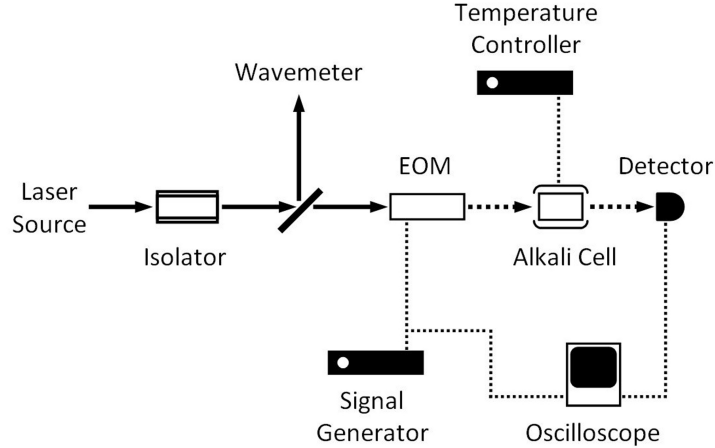 Temperature
Controller
Wavemeter
EOM
Detector
Laser
Source
Isolator
Alkali Cell
Signal
Generator
Oscilloscope